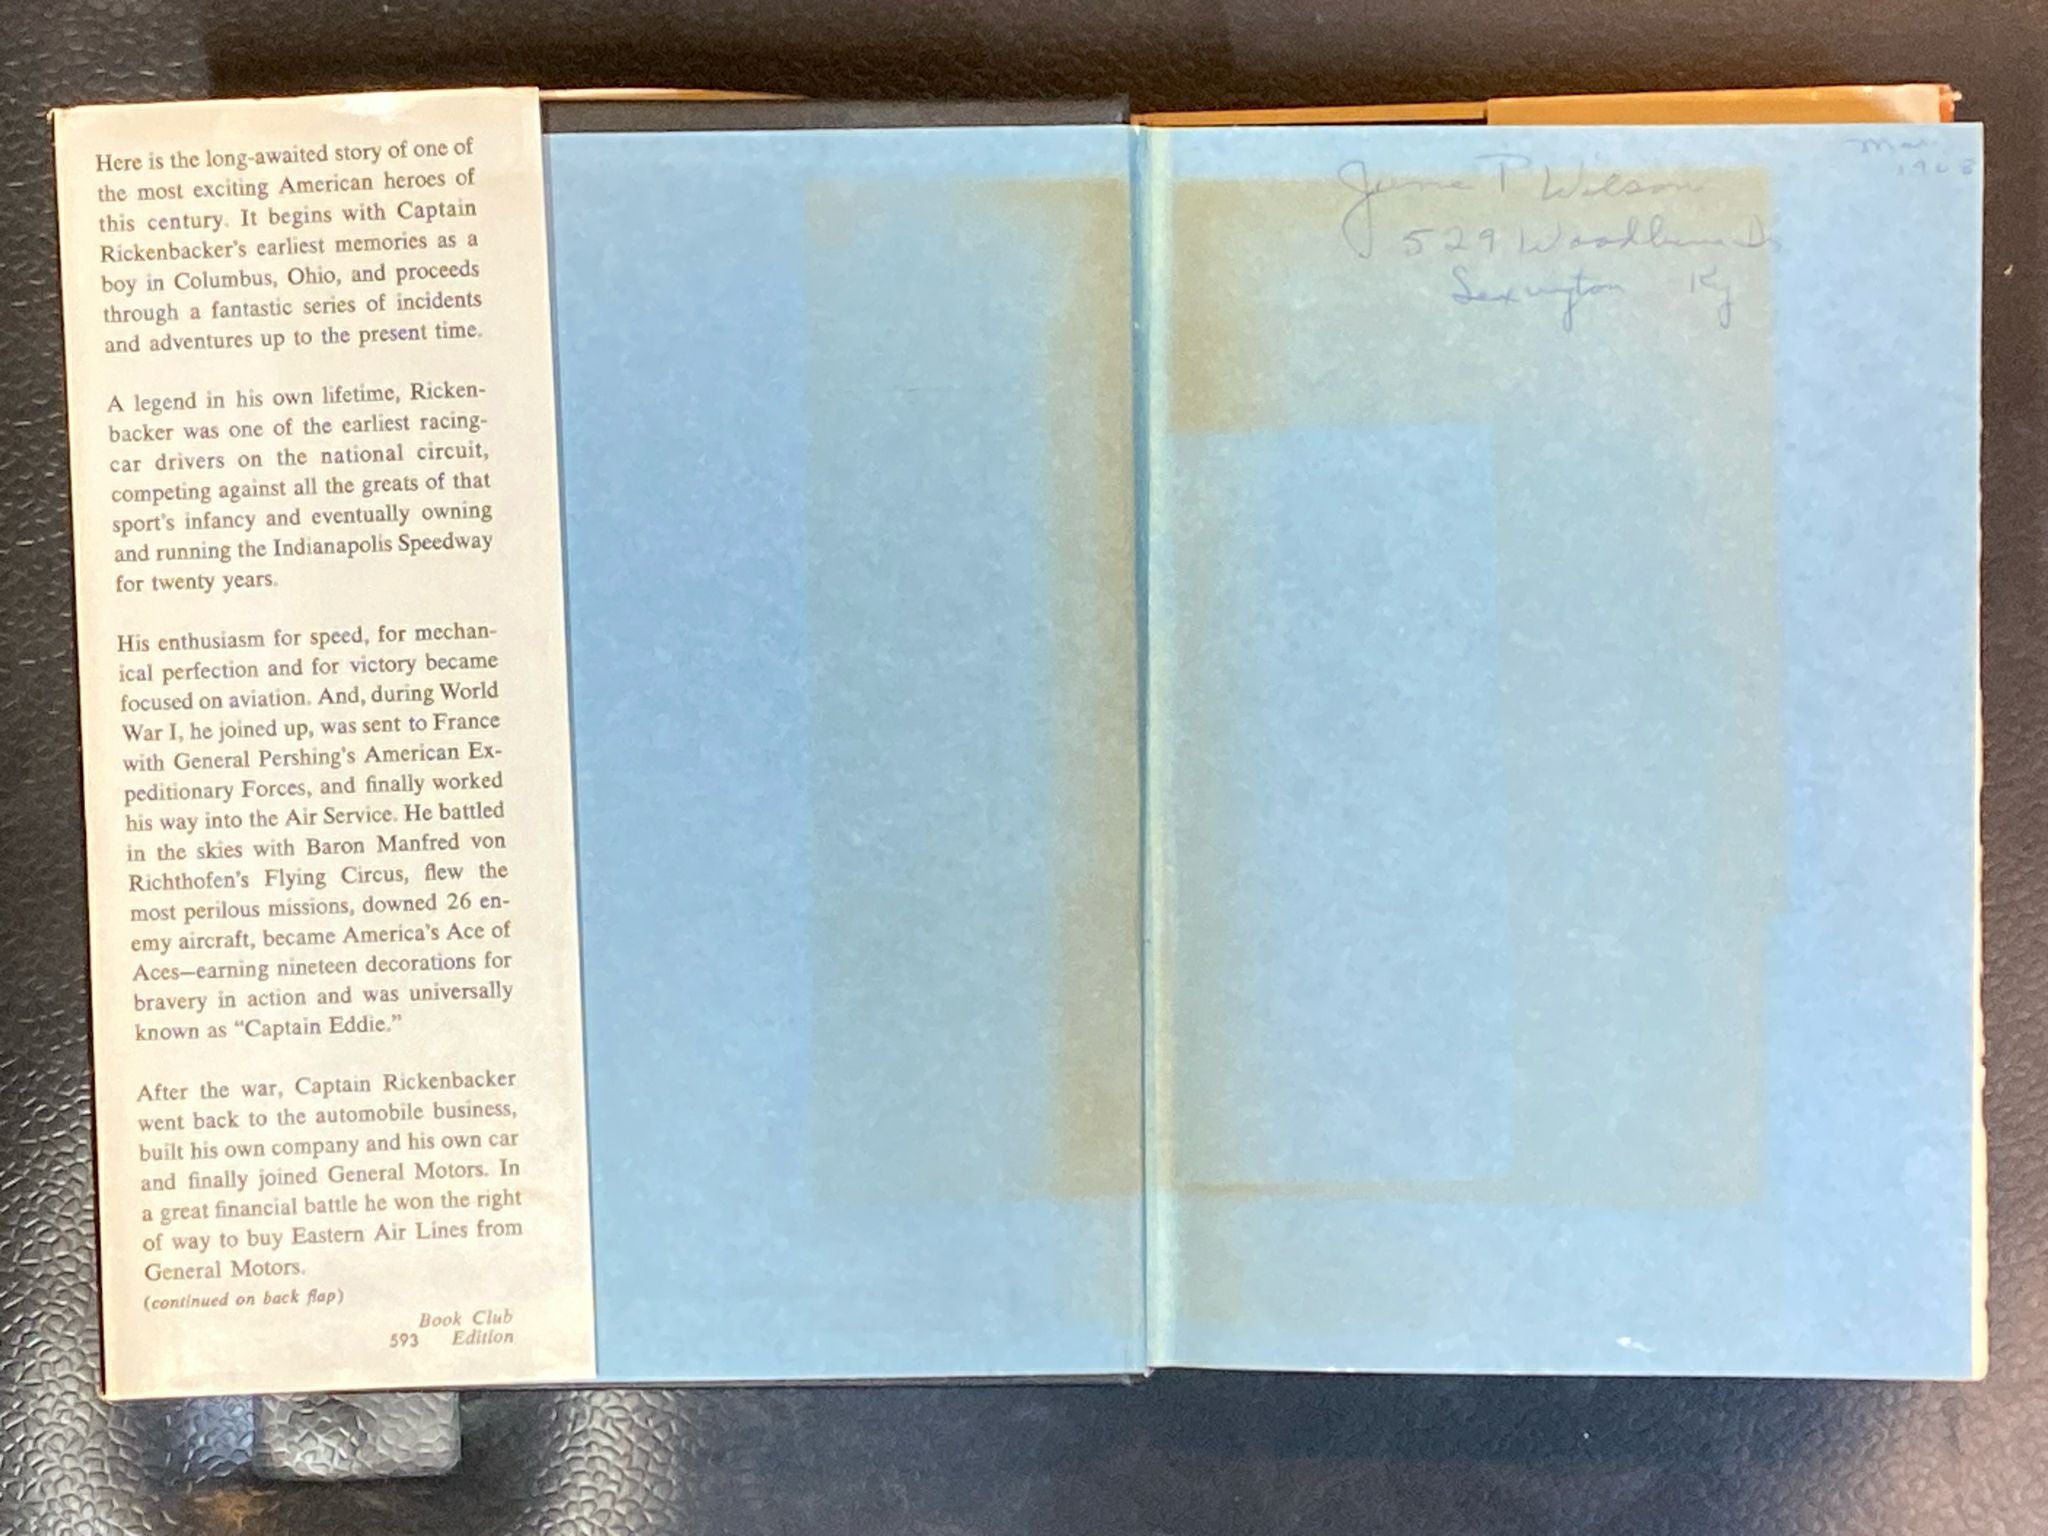 Here is the long-awaited story of one of
the most exciting American heroes of
this century. It begins with Captain
Rickenbacker's earliest memories as a
boy in Columbus, Ohio, and proceeds
through a fantastic series of incidents
and adventures up to the present time.
A legend in his own lifetime, Ricken-
backer was one of the earliest racing-
car drivers on the national circuit,
competing against all the greats of that
sport's infancy and eventually owning
and running the Indianapolis Speedway
for twenty years.
His enthusiasm for speed, for mechan-
ical perfection and for victory became
focused on aviation. And, during World
War I, he joined up, was sent to France
with General Pershing's American Ex-
peditionary Forces, and finally worked
his way into the Air Service. He battled
in the skies with Baron Manfred von
Richthofen's Flying Circus, flew the
most perilous missions, downed 26 en-
emy aircraft, became America's Ace of
Aces—earning nineteen decorations for
bravery in action and was universally
known as “Captain Eddie.”
After the war, Captain Rickenbacker
went back to the automobile business,
built his own company and his own car
and finally joined General Motors. In
a great financial battle he won the right
of way to buy Eastern Air Lines from
General Motors.
(continued on back flap)
Book Club
593 Edition
P Wilson
529 Woodbine Dr
Lexington Ky
1968